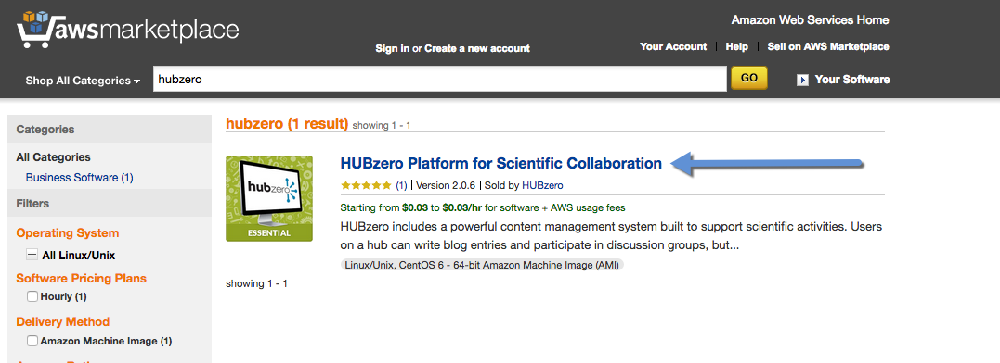 awsmarketplace
Amazon Web Services Home
Sign in or Create a new account
Your Account | Help | Sell on AWS Marketplace
Shop All Categories
hubzero
GO
Your Software
Categories
All Categories
Business Software (1)
Filters
Operating System
All Linux/Unix
Software Pricing Plans
Hourly (1)
Delivery Method
Amazon Machine Image (1)
hubzero (1 result) showing 1 - 1
hubzero
ESSENTIAL
HUBzero Platform for Scientific Collaboration
(1) | Version 2.0.6 | Sold by HUBzero
Starting from $0.03 to $0.03/hr for software + AWS usage fees
HUBzero includes a powerful content management system built to support scientific activities. Users
on a hub can write blog entries and participate in discussion groups, but...
Linux/Unix, CentOS 6 - 64-bit Amazon Machine Image (AMI)
showing 1 - 1